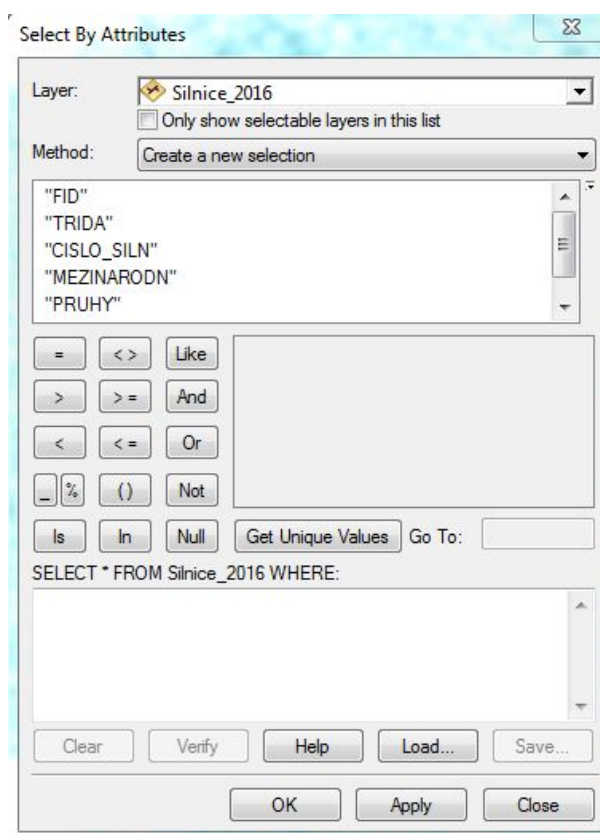 Select By Attributes
Layer: Silnice_2016
Only show selectable layers in this list
Method: Create a new selection
"FID"
"TRIDA"
"CISLO_SILN"
"MEZINARODN"
"PRUHY"
= < > Like
> > = And
< < = Or
_ % ( ) Not
Is In Null Get Unique Values Go To:
SELECT * FROM Silnice_2016 WHERE:
Clear Verify Help Load... Save...
OK Apply Close